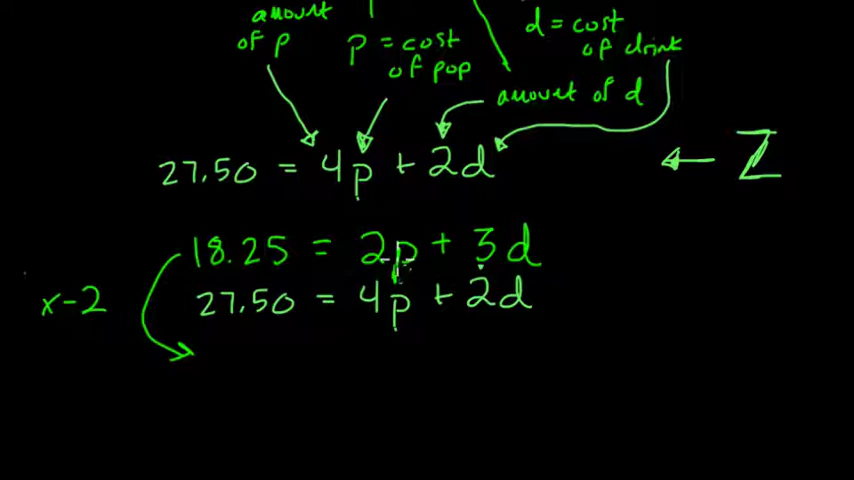 amount
of p
p = cost
of pop
d = cost
of drink
amount of d
27.50 = 4p + 2d
Z
18.25 = 2p + 3d
x-2
27.50 = 4p + 2d